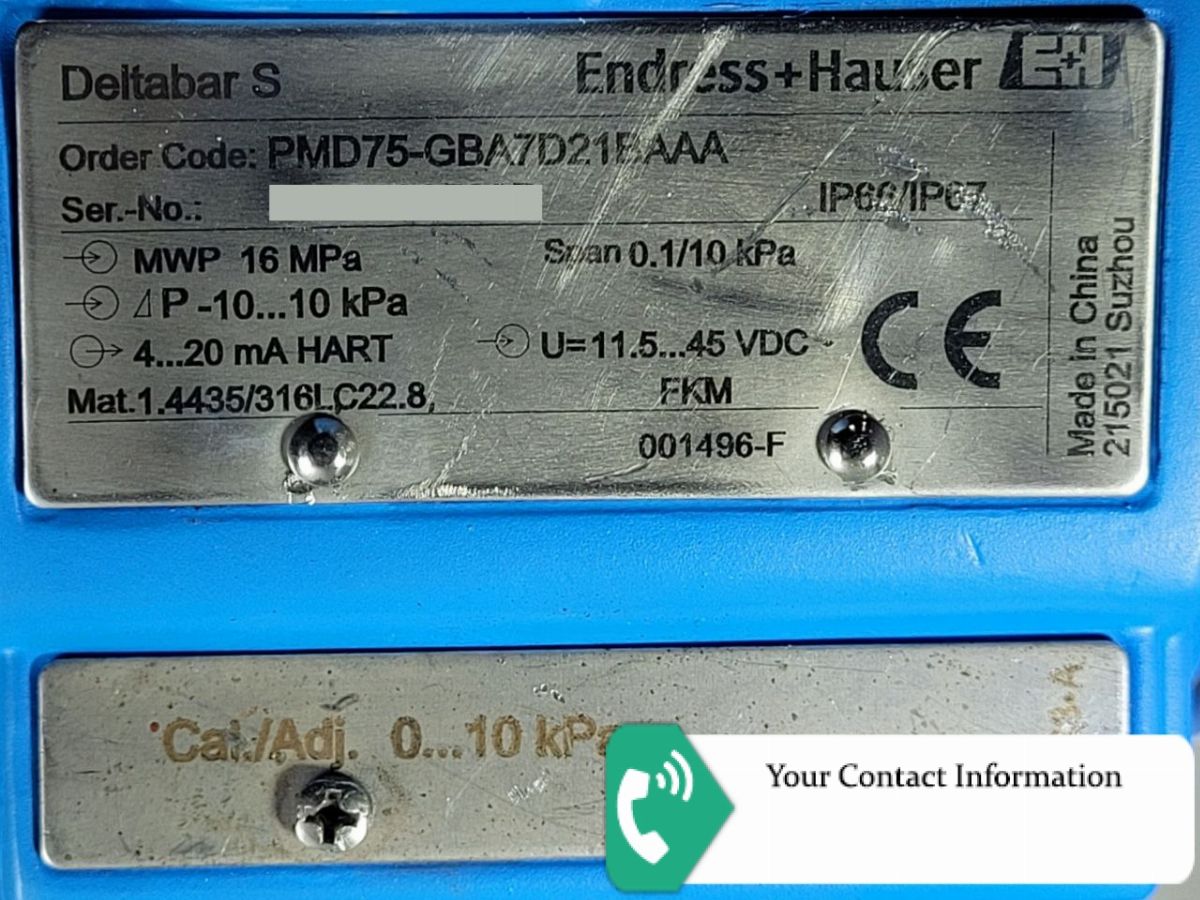 Deltabar S
Endress+Hauser E+H
Order Code: PMD75-GBA7D21BAAA
Ser.-No.:
IP66/IP67
MWP 16 MPa
Span 0.1/10 kPa
⊿P -10...10 kPa
4...20 mA HART
U=11.5...45 VDC
Mat.1.4435/316LC22.8,
FKM
001496-F
Made in China
215021 Suzhou
Cal./Adj. 0...10 kPa
Your Contact Information